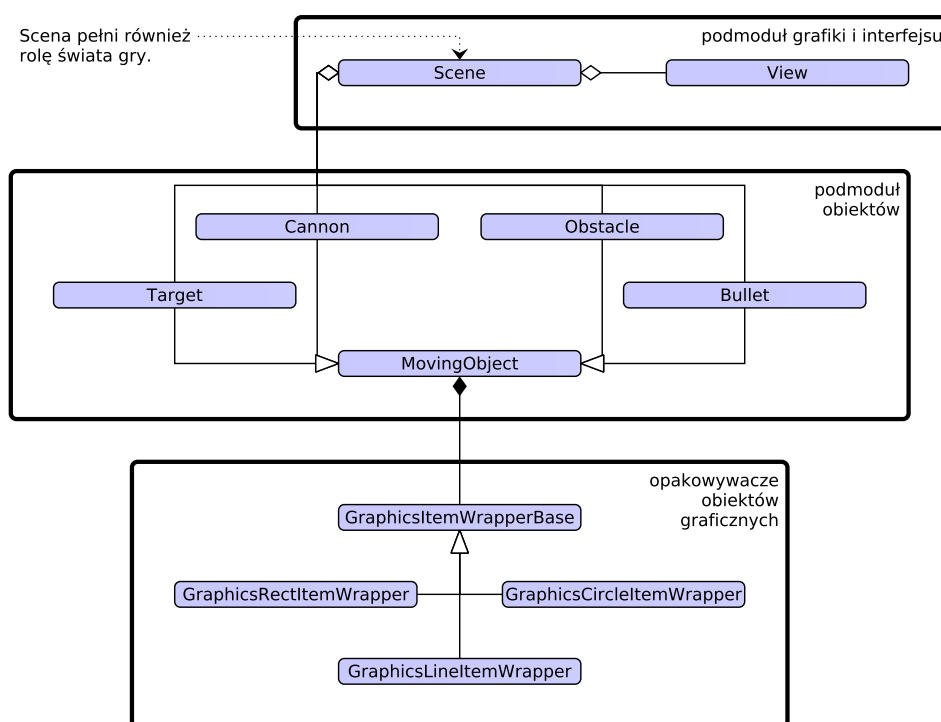 Scena pełni również
rolę świata gry.
podmoduł grafiki i interfejsu
Scene
View
podmoduł
obiektów
Cannon
Obstacle
Target
Bullet
MovingObject
opakowywacze
obiektów
graficznych
GraphicsItemWrapperBase
GraphicsRectItemWrapper
GraphicsCircleItemWrapper
GraphicsLineItemWrapper